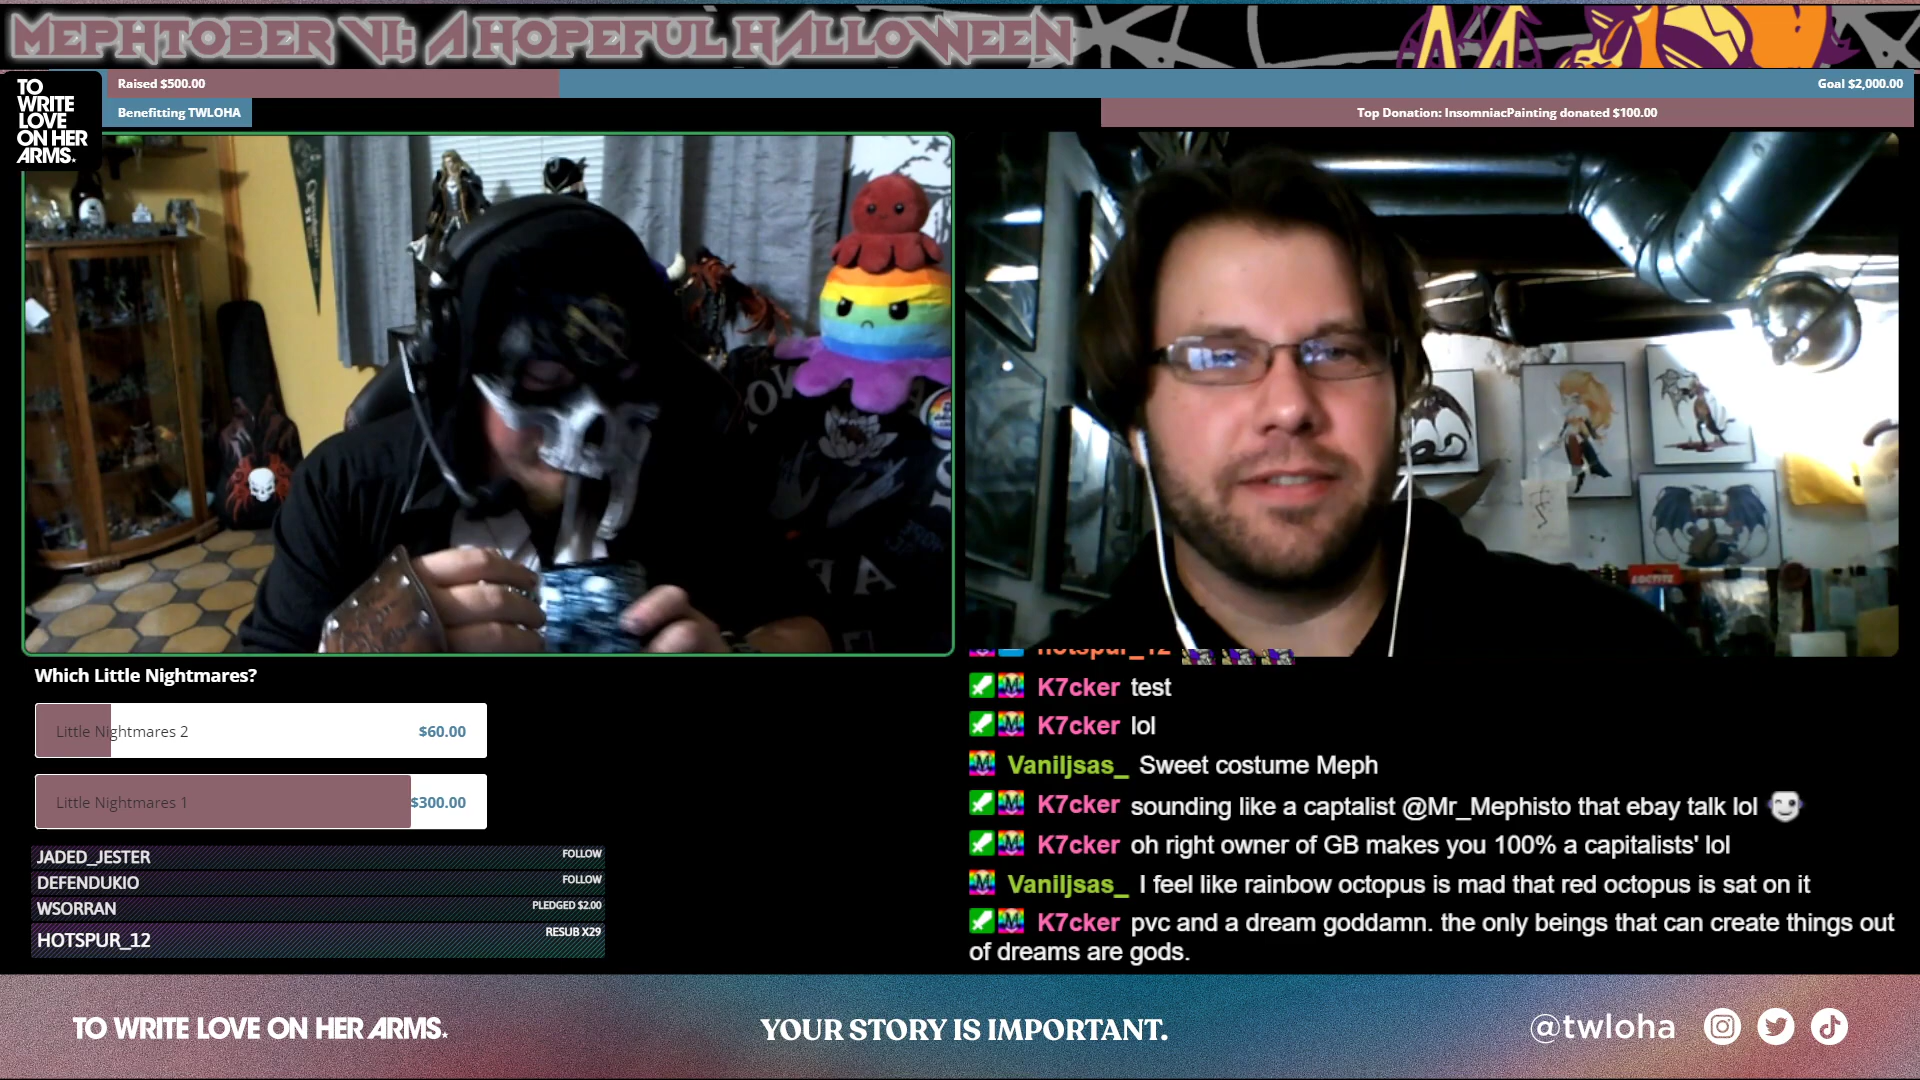 MEPHTOBER VI: A HOPEFUL HALLOWEEN
TO
WRITE
LOVE
ON HER
ARMS.
Raised $500.00
Goal $2,000.00
Benefitting TWLOHA
Top Donation: InsomniacPainting donated $100.00
LOCTITE
Which Little Nightmares?
Little Nightmares 2
$60.00
Little Nightmares 1
$300.00
JADED_JESTER
FOLLOW
DEFENDUKIO
FOLLOW
WSORRAN
PLEDGED $2.00
HOTSPUR_12
RESUB X29
hotspur_12
K7cker test
K7cker lol
Vaniljsas_ Sweet costume Meph
K7cker sounding like a captalist @Mr_Mephisto that ebay talk lol
K7cker oh right owner of GB makes you 100% a capitalists' lol
Vaniljsas_ I feel like rainbow octopus is mad that red octopus is sat on it
K7cker pvc and a dream goddamn. the only beings that can create things out
of dreams are gods.
TO WRITE LOVE ON HER ARMS.
YOUR STORY IS IMPORTANT.
@twloha